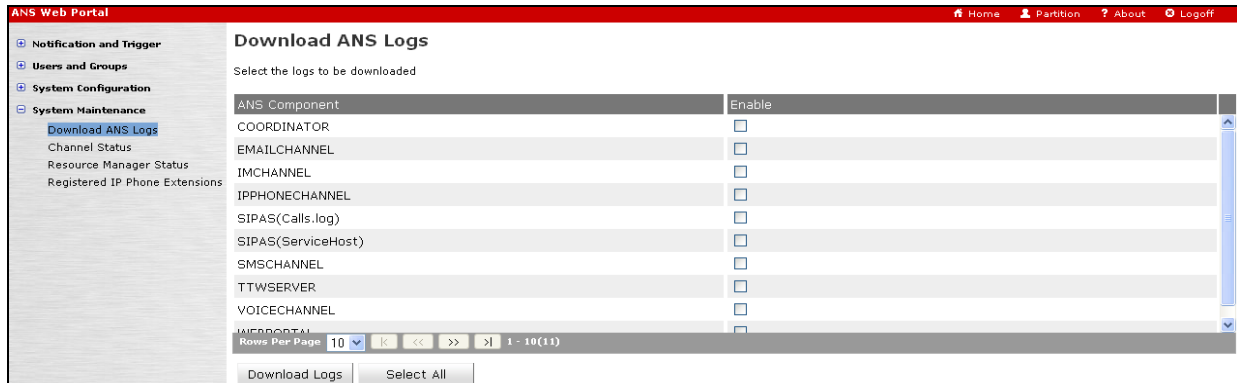 ANS Web Portal
Home Partition ? About Logoff
Notification and Trigger
Users and Groups
System Configuration
System Maintenance
Download ANS Logs
Channel Status
Resource Manager Status
Registered IP Phone Extensions
Download ANS Logs
Select the logs to be downloaded
ANS Component Enable
COORDINATOR
EMAILCHANNEL
IMCHANNEL
IPPHONECHANNEL
SIPAS(Calls.log)
SIPAS(ServiceHost)
SMSCHANNEL
TTWSERVER
VOICECHANNEL
WEBPORTAL
Rows Per Page 10 |< << >> >| 1 - 10(11)
Download Logs Select All